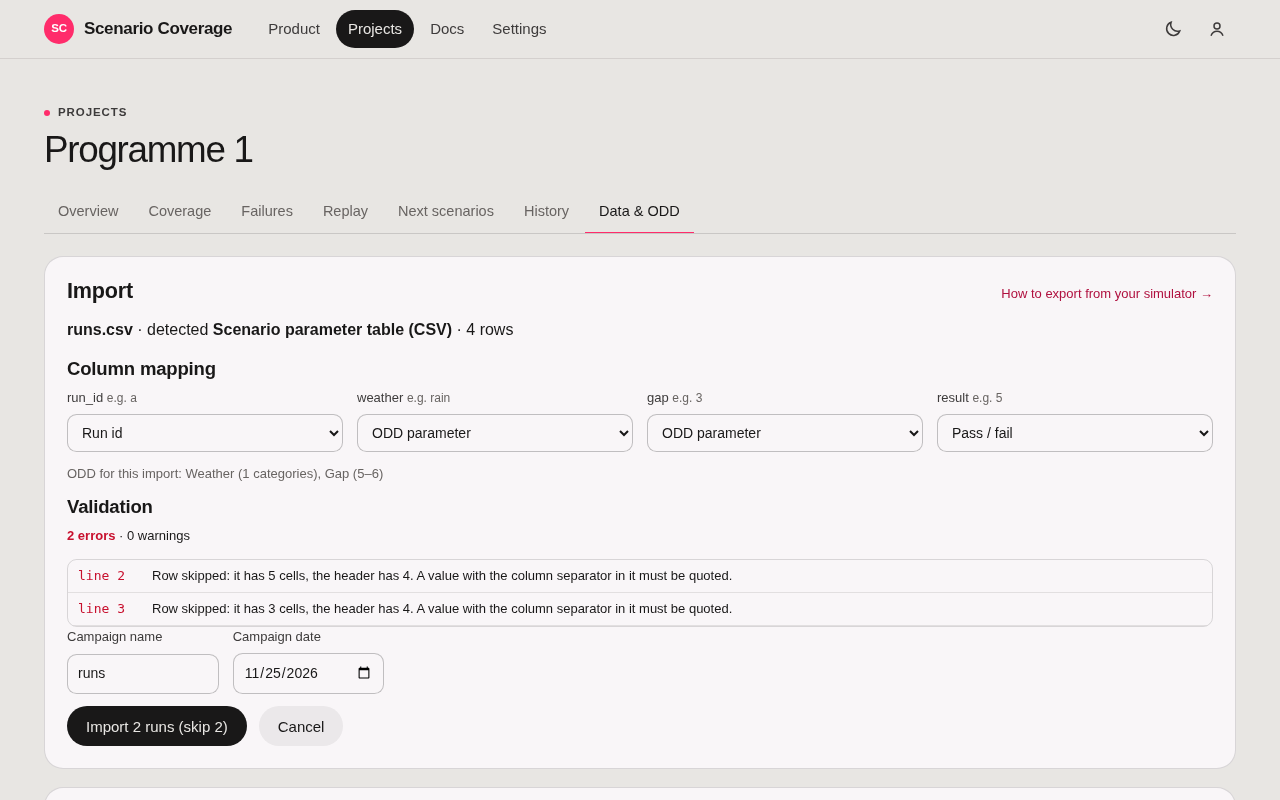 SC Scenario Coverage Product Projects Docs Settings
PROJECTS
Programme 1
Overview Coverage Failures Replay Next scenarios History Data & ODD
Import
How to export from your simulator →
runs.csv · detected Scenario parameter table (CSV) · 4 rows
Column mapping
run_id e.g. a weather e.g. rain gap e.g. 3 result e.g. 5
Run id ODD parameter ODD parameter Pass / fail
ODD for this import: Weather (1 categories), Gap (5–6)
Validation
2 errors · 0 warnings
line 2 Row skipped: it has 5 cells, the header has 4. A value with the column separator in it must be quoted.
line 3 Row skipped: it has 3 cells, the header has 4. A value with the column separator in it must be quoted.
Campaign name Campaign date
runs 11/25/2026
Import 2 runs (skip 2) Cancel